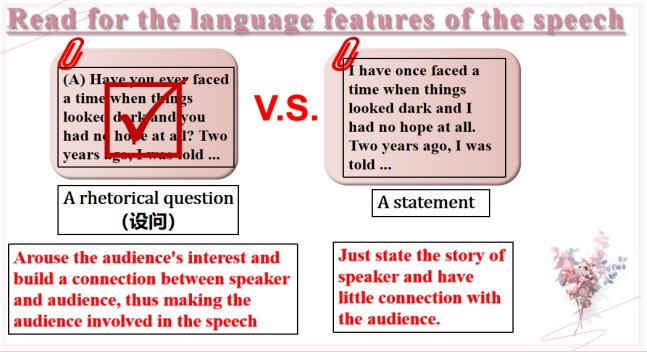 Read for the language features of the speech
(A) Have you ever faced
a time when things
looked dark and you
had no hope at all? Two
years ago, I was told ...
V.S.
I have once faced a
time when things
looked dark and I
had no hope at all.
Two years ago, I was
told ...
A rhetorical question
(设问)
A statement
Arouse the audience's interest and
build a connection between speaker
and audience, thus making the
audience involved in the speech
Just state the story of
speaker and have
little connection with
the audience.